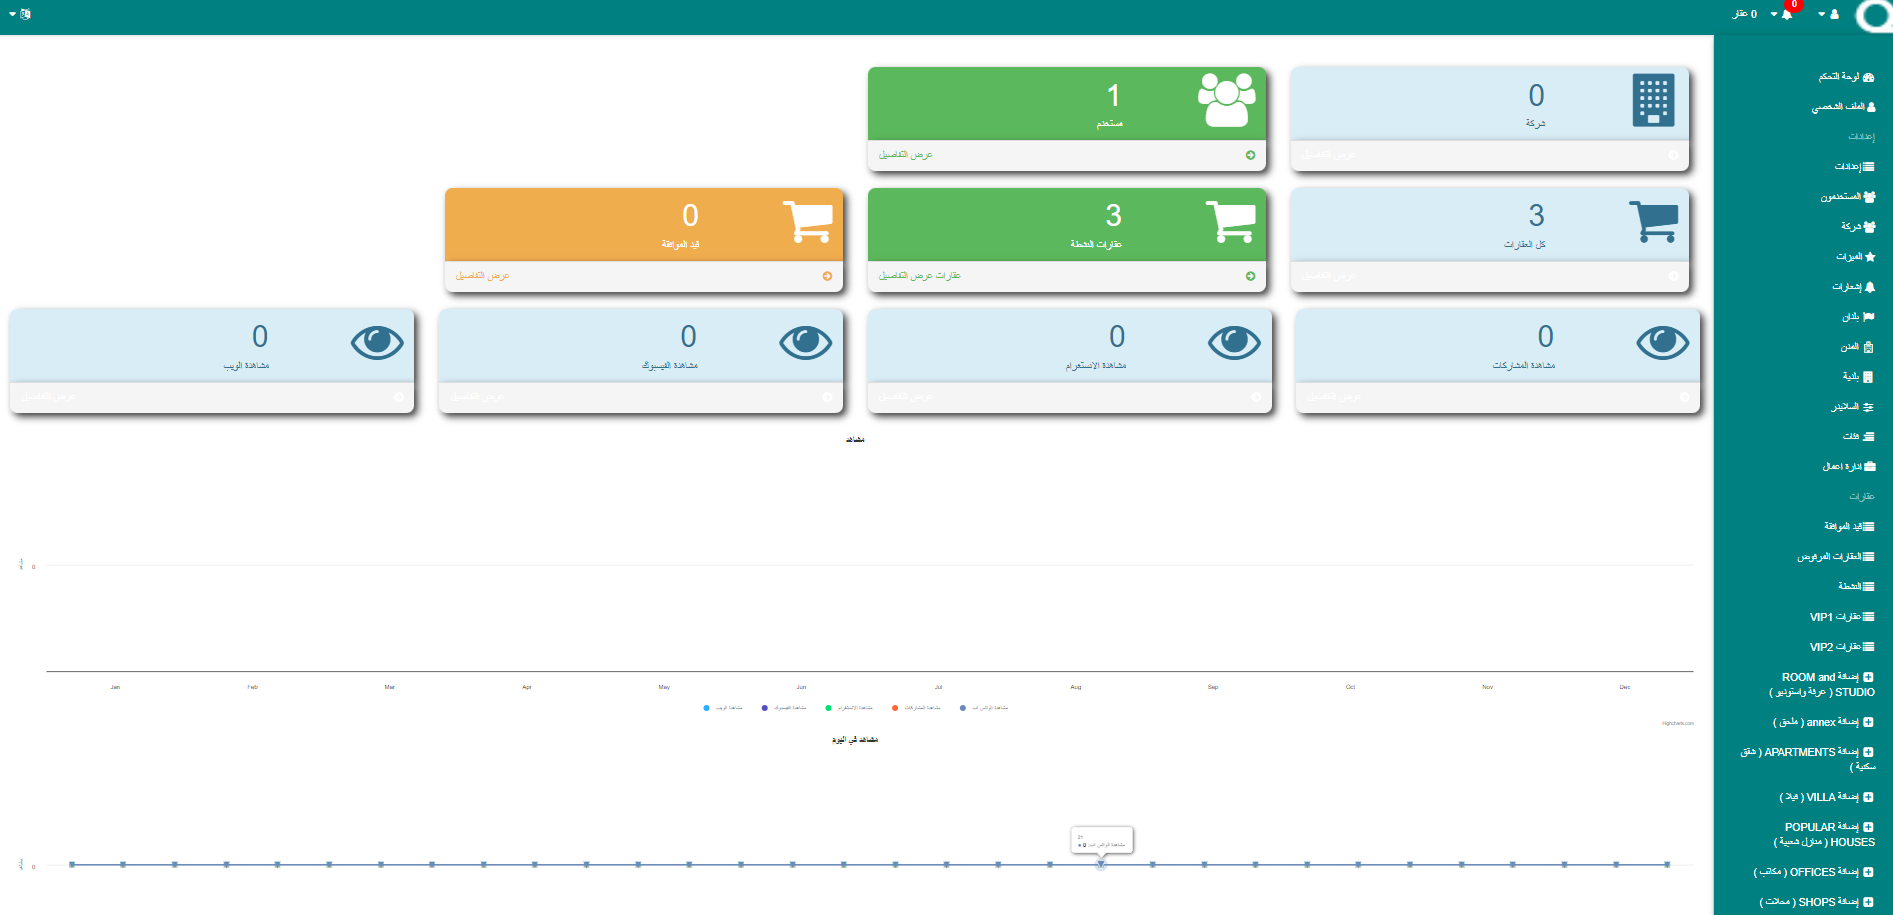 0
0 عقار
لوحة التحكم
الملف الشخصي
إعدادات
إعدادات
المستخدمون
شركة
الميزات
إشعارات
بلدان
المدن
بلدية
السلايدر
فئات
ادارة اعمال
عقارات
قيد الموافقة
العقارات المرفوض
النشطة
عقارات VIP1
عقارات VIP2
إضافة ROOM and
STUDIO ( غرفة واستوديو )
إضافة annex ( ملحق )
إضافة APARTMENTS ( شقق
سكنية )
إضافة VILLA ( فيلا )
إضافة POPULAR
HOUSES ( منازل شعبية )
إضافة OFFICES ( مكاتب )
إضافة SHOPS ( محلات )
0
شركة
عرض التفاصيل
1
مستخدم
عرض التفاصيل
3
كل العقارات
عرض التفاصيل
3
عقارات النشطة
عقارات عرض التفاصيل
0
قيد الموافقة
عرض التفاصيل
0
مشاهدة المشاركات
عرض التفاصيل
0
مشاهدة الانستغرام
عرض التفاصيل
0
مشاهدة الفيسبوك
عرض التفاصيل
0
مشاهدة الويب
عرض التفاصيل
مشاهد
0
Jan Feb Mar Apr May Jun Jul Aug Sep Oct Nov Dec
مشاهدة الويب مشاهدة الفيسبوك مشاهدة الانستغرام مشاهدة المشاركات مشاهدة الواتس اب
Highcharts.com
مشاهد في اليوم
0
21
مشاهدة الواتس اب: 0